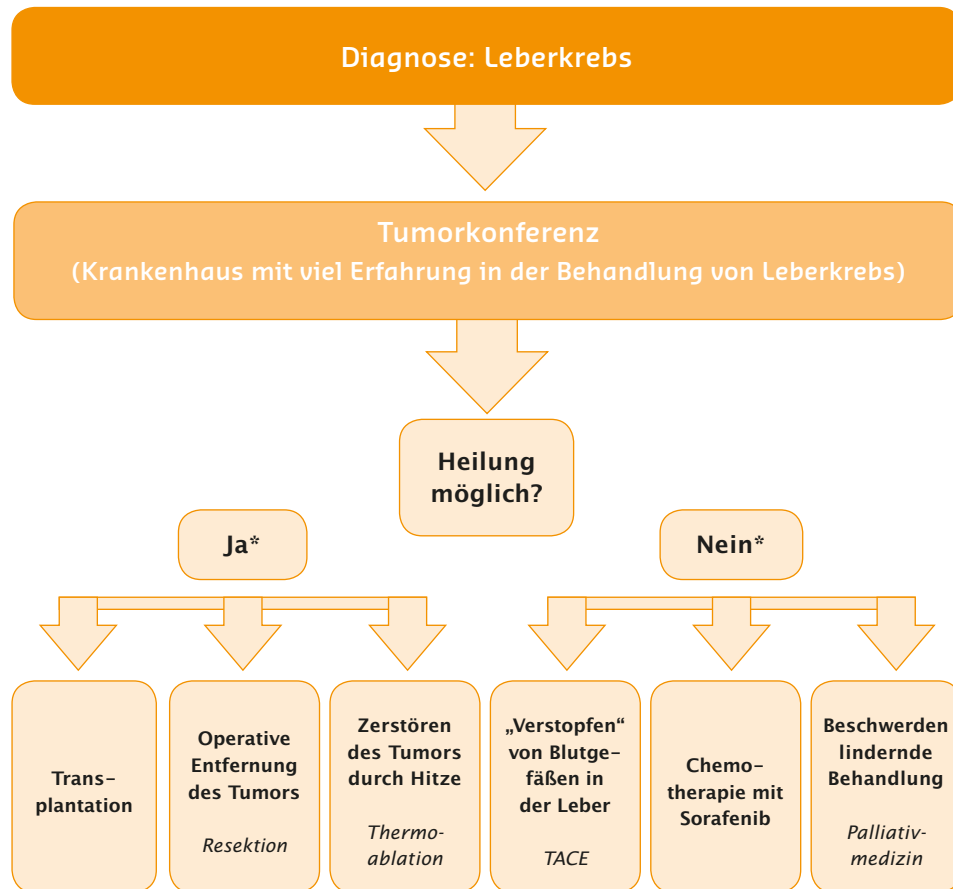 Diagnose: Leberkrebs
Tumorkonferenz
(Krankenhaus mit viel Erfahrung in der Behandlung von Leberkrebs)
Heilung
möglich?
Ja*
Nein*
Trans-
plantation
Operative
Entfernung
des Tumors
Resektion
Zerstören
des Tumors
durch Hitze
Thermo-
ablation
„Verstopfen“
von Blutge-
fäßen in
der Leber
TACE
Chemo-
therapie mit
Sorafenib
Beschwerden
lindernde
Behandlung
Palliativ-
medizin